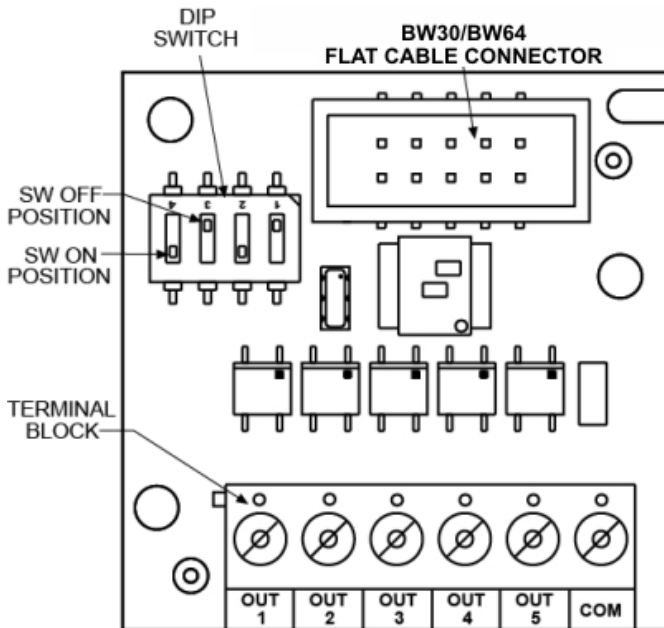 DIP
SWITCH
BW30/BW64
FLAT CABLE CONNECTOR
SW OFF
POSITION
4 3 2 1
SW ON
POSITION
TERMINAL
BLOCK
OUT
1
OUT
2
OUT
3
OUT
4
OUT
5
COM